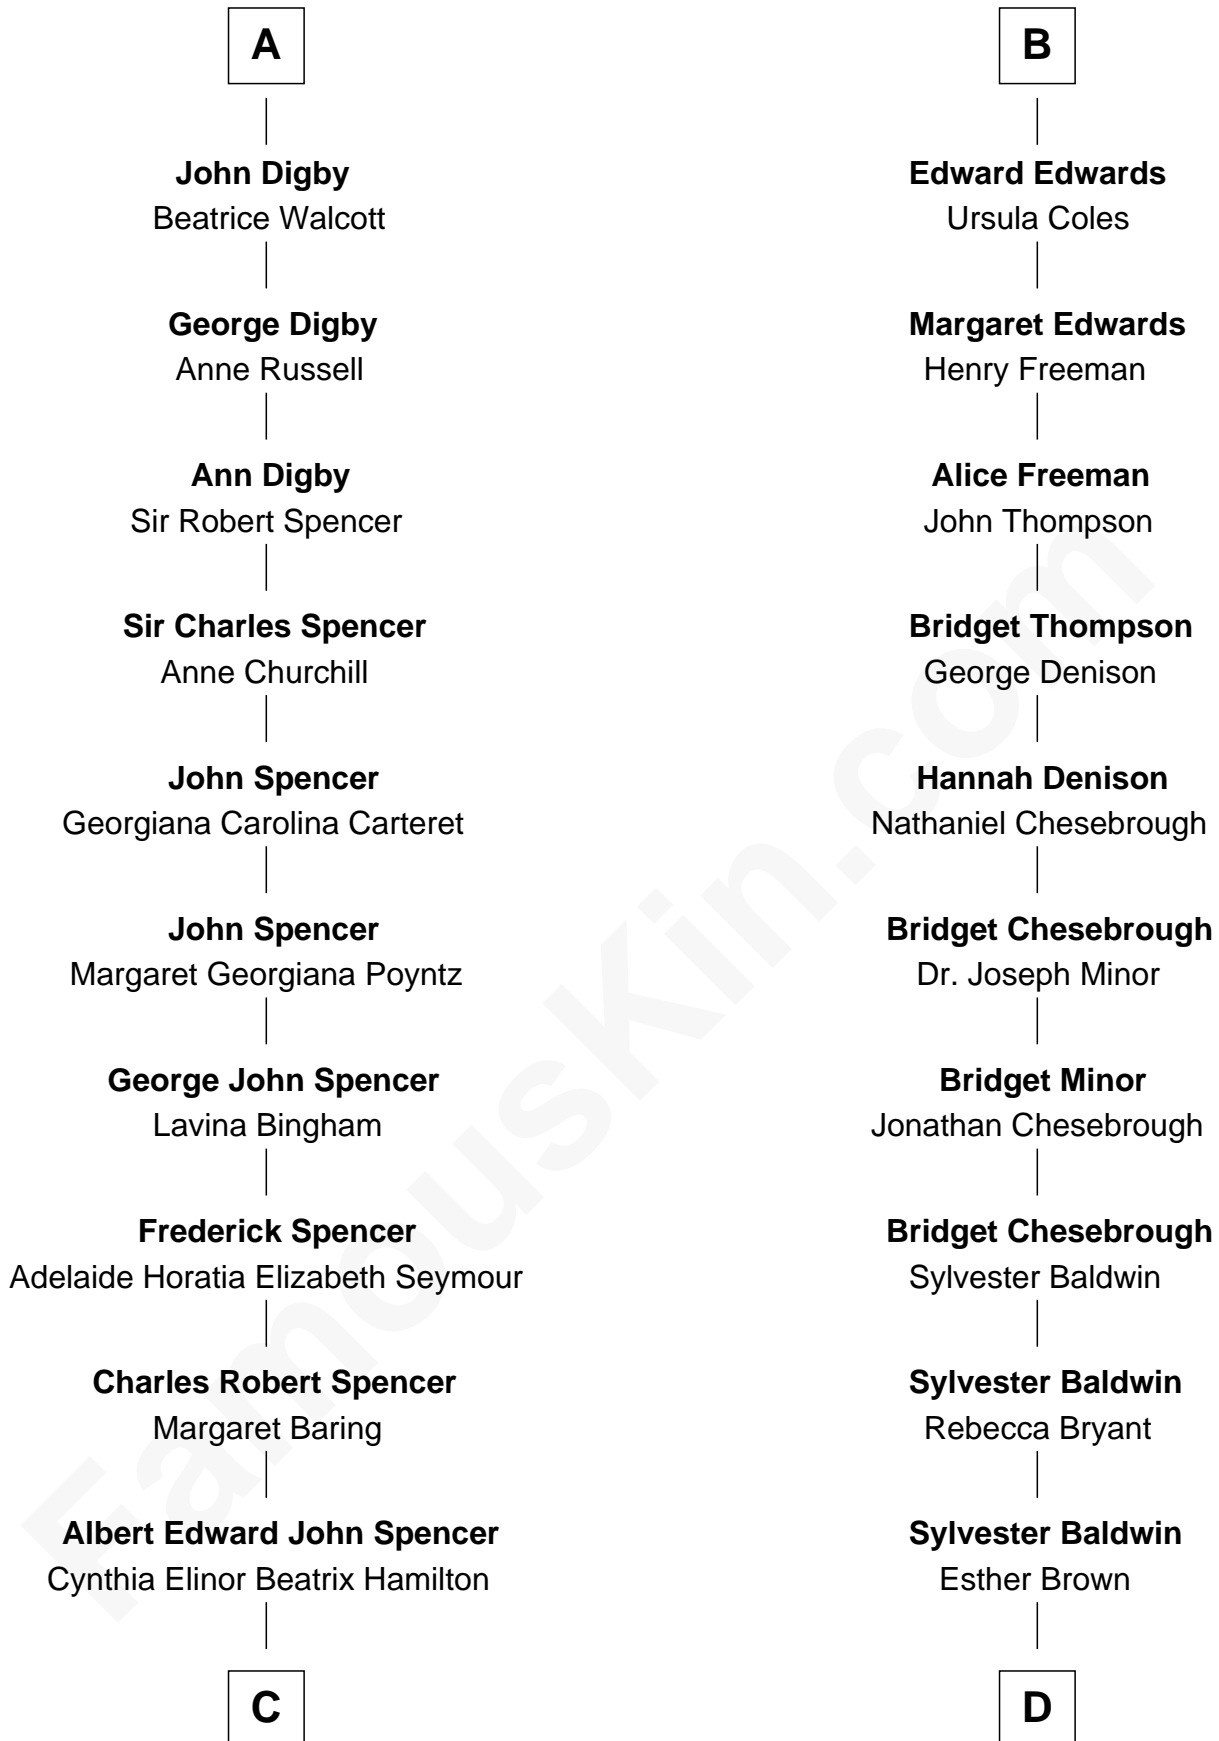 A
John Digby
Beatrice Walcott
George Digby
Anne Russell
Ann Digby
Sir Robert Spencer
Sir Charles Spencer
Anne Churchill
John Spencer
Georgiana Carolina Carteret
John Spencer
Margaret Georgiana Poyntz
George John Spencer
Lavina Bingham
Frederick Spencer
Adelaide Horatia Elizabeth Seymour
Charles Robert Spencer
Margaret Baring
Albert Edward John Spencer
Cynthia Elinor Beatrix Hamilton
C
B
Edward Edwards
Ursula Coles
Margaret Edwards
Henry Freeman
Alice Freeman
John Thompson
Bridget Thompson
George Denison
Hannah Denison
Nathaniel Chesebrough
Bridget Chesebrough
Dr. Joseph Minor
Bridget Minor
Jonathan Chesebrough
Bridget Chesebrough
Sylvester Baldwin
Sylvester Baldwin
Rebecca Bryant
Sylvester Baldwin
Esther Brown
D
FamousKin.com